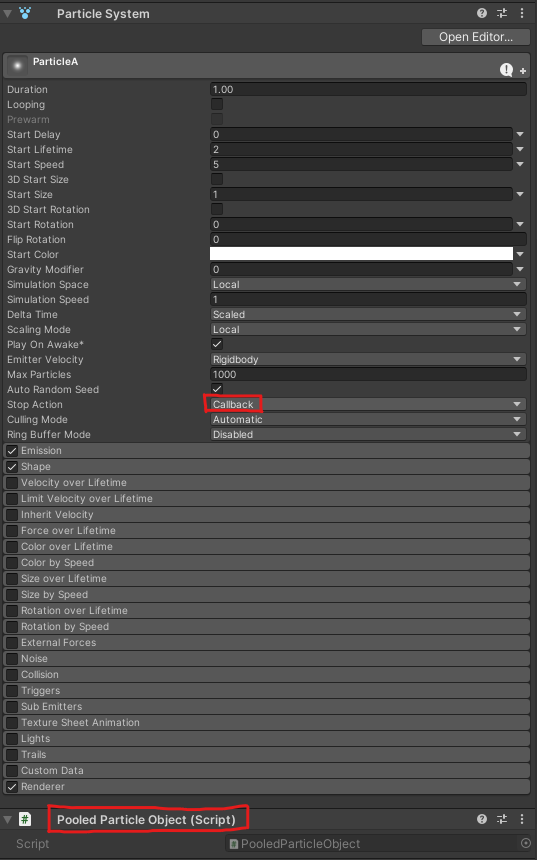 Particle System
Open Editor...
ParticleA
Duration 1.00
Looping
Prewarm
Start Delay 0
Start Lifetime 2
Start Speed 5
3D Start Size
Start Size 1
3D Start Rotation
Start Rotation 0
Flip Rotation 0
Start Color
Gravity Modifier 0
Simulation Space Local
Simulation Speed 1
Delta Time Scaled
Scaling Mode Local
Play On Awake*
Emitter Velocity Rigidbody
Max Particles 1000
Auto Random Seed
Stop Action Callback
Culling Mode Automatic
Ring Buffer Mode Disabled
Emission
Shape
Velocity over Lifetime
Limit Velocity over Lifetime
Inherit Velocity
Force over Lifetime
Color over Lifetime
Color by Speed
Size over Lifetime
Size by Speed
Rotation over Lifetime
Rotation by Speed
External Forces
Noise
Collision
Triggers
Sub Emitters
Texture Sheet Animation
Lights
Trails
Custom Data
Renderer
# Pooled Particle Object (Script)
Script # PooledParticleObject